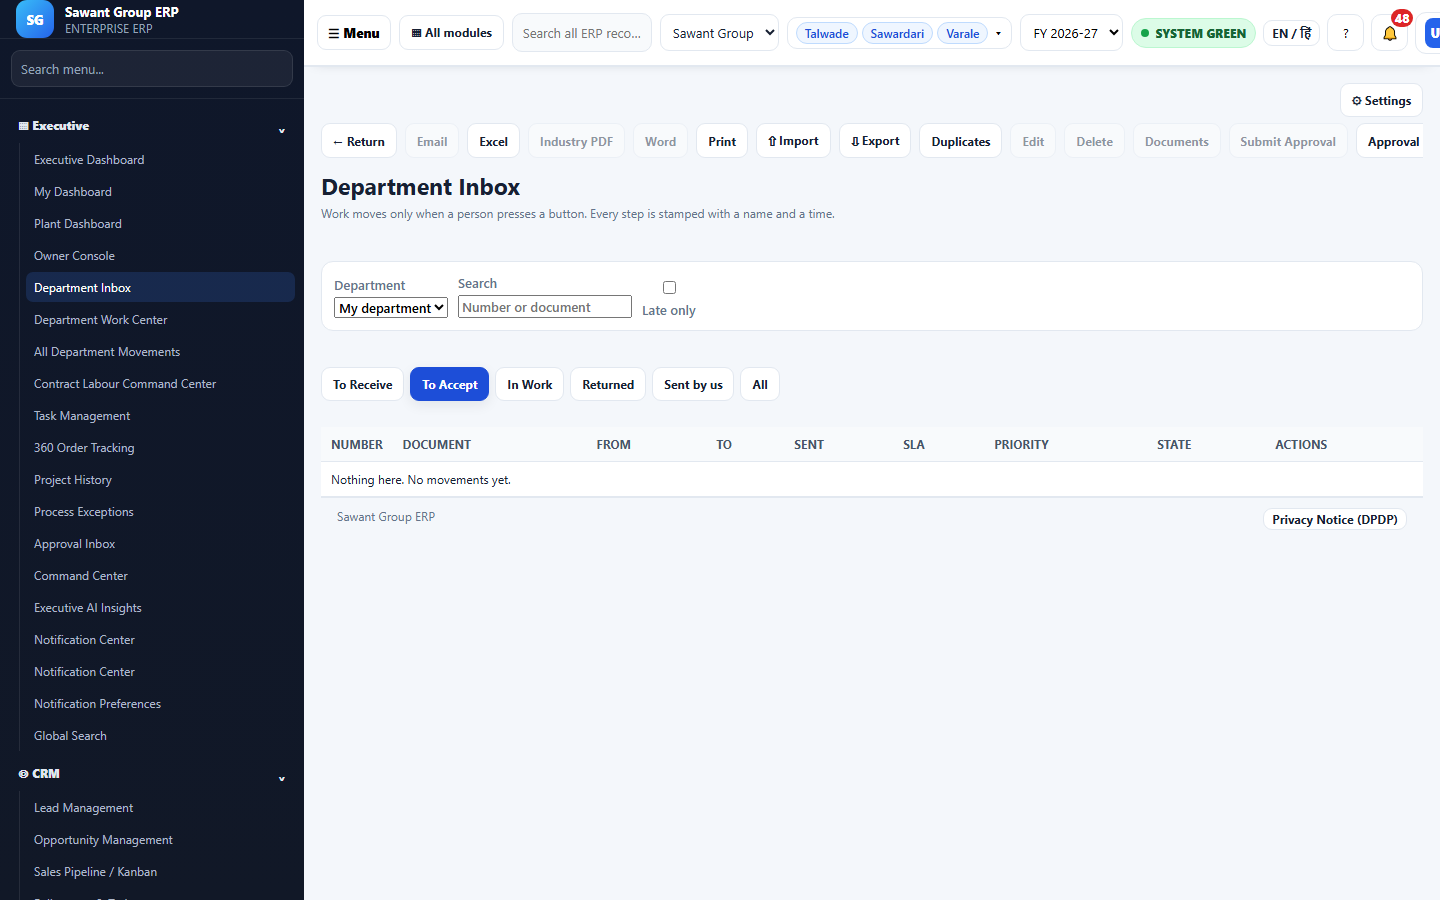 SG
Sawant Group ERP
ENTERPRISE ERP
Search menu...
Executive
Executive Dashboard
My Dashboard
Plant Dashboard
Owner Console
Department Inbox
Department Work Center
All Department Movements
Contract Labour Command Center
Task Management
360 Order Tracking
Project History
Process Exceptions
Approval Inbox
Command Center
Executive AI Insights
Notification Center
Notification Center
Notification Preferences
Global Search
CRM
Lead Management
Opportunity Management
Sales Pipeline / Kanban
☰ Menu
All modules
Search all ERP reco...
Sawant Group
Talwade Sawardari Varale
FY 2026-27
SYSTEM GREEN
EN / हिं
?
48
U
⚙ Settings
← Return
Email
Excel
Industry PDF
Word
Print
⇧ Import
⇩ Export
Duplicates
Edit
Delete
Documents
Submit Approval
Approval
Department Inbox
Work moves only when a person presses a button. Every step is stamped with a name and a time.
Department
My department
Search
Number or document
Late only
To Receive
To Accept
In Work
Returned
Sent by us
All
NUMBER DOCUMENT FROM TO SENT SLA PRIORITY STATE ACTIONS
Nothing here. No movements yet.
Sawant Group ERP
Privacy Notice (DPDP)